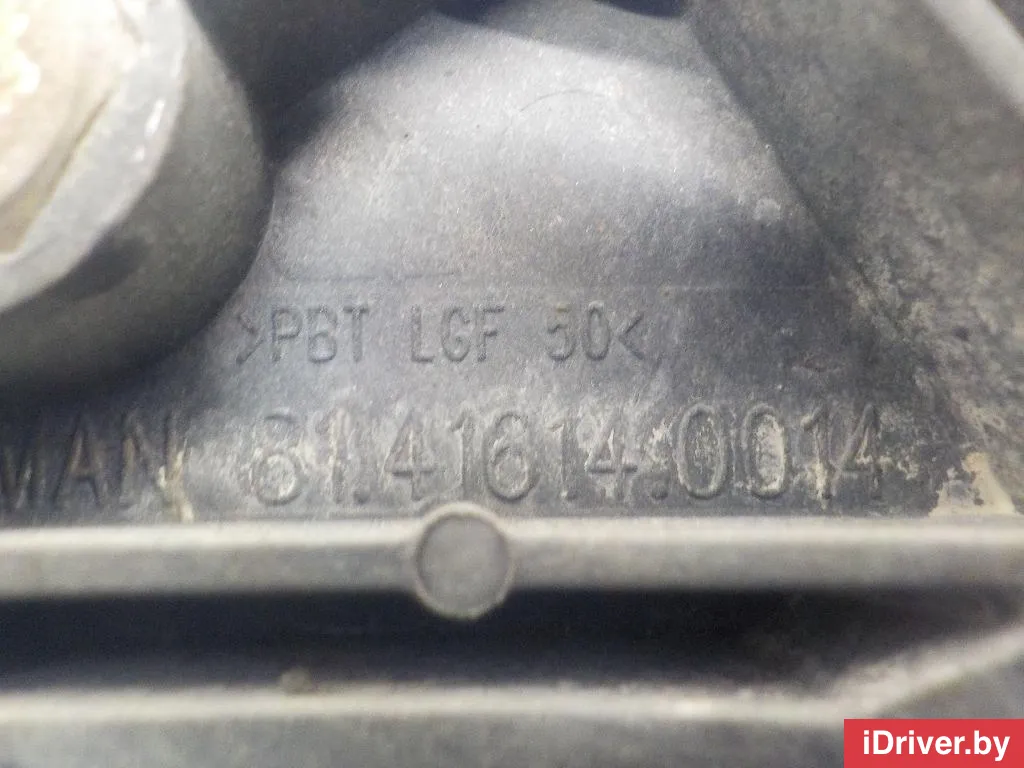 >PBT LGF 50<
MAN 81.41614.0014
iDriver.by